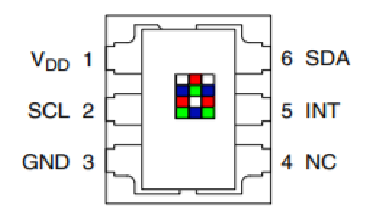 VDD 1
6 SDA
SCL 2
5 INT
GND 3
4 NC